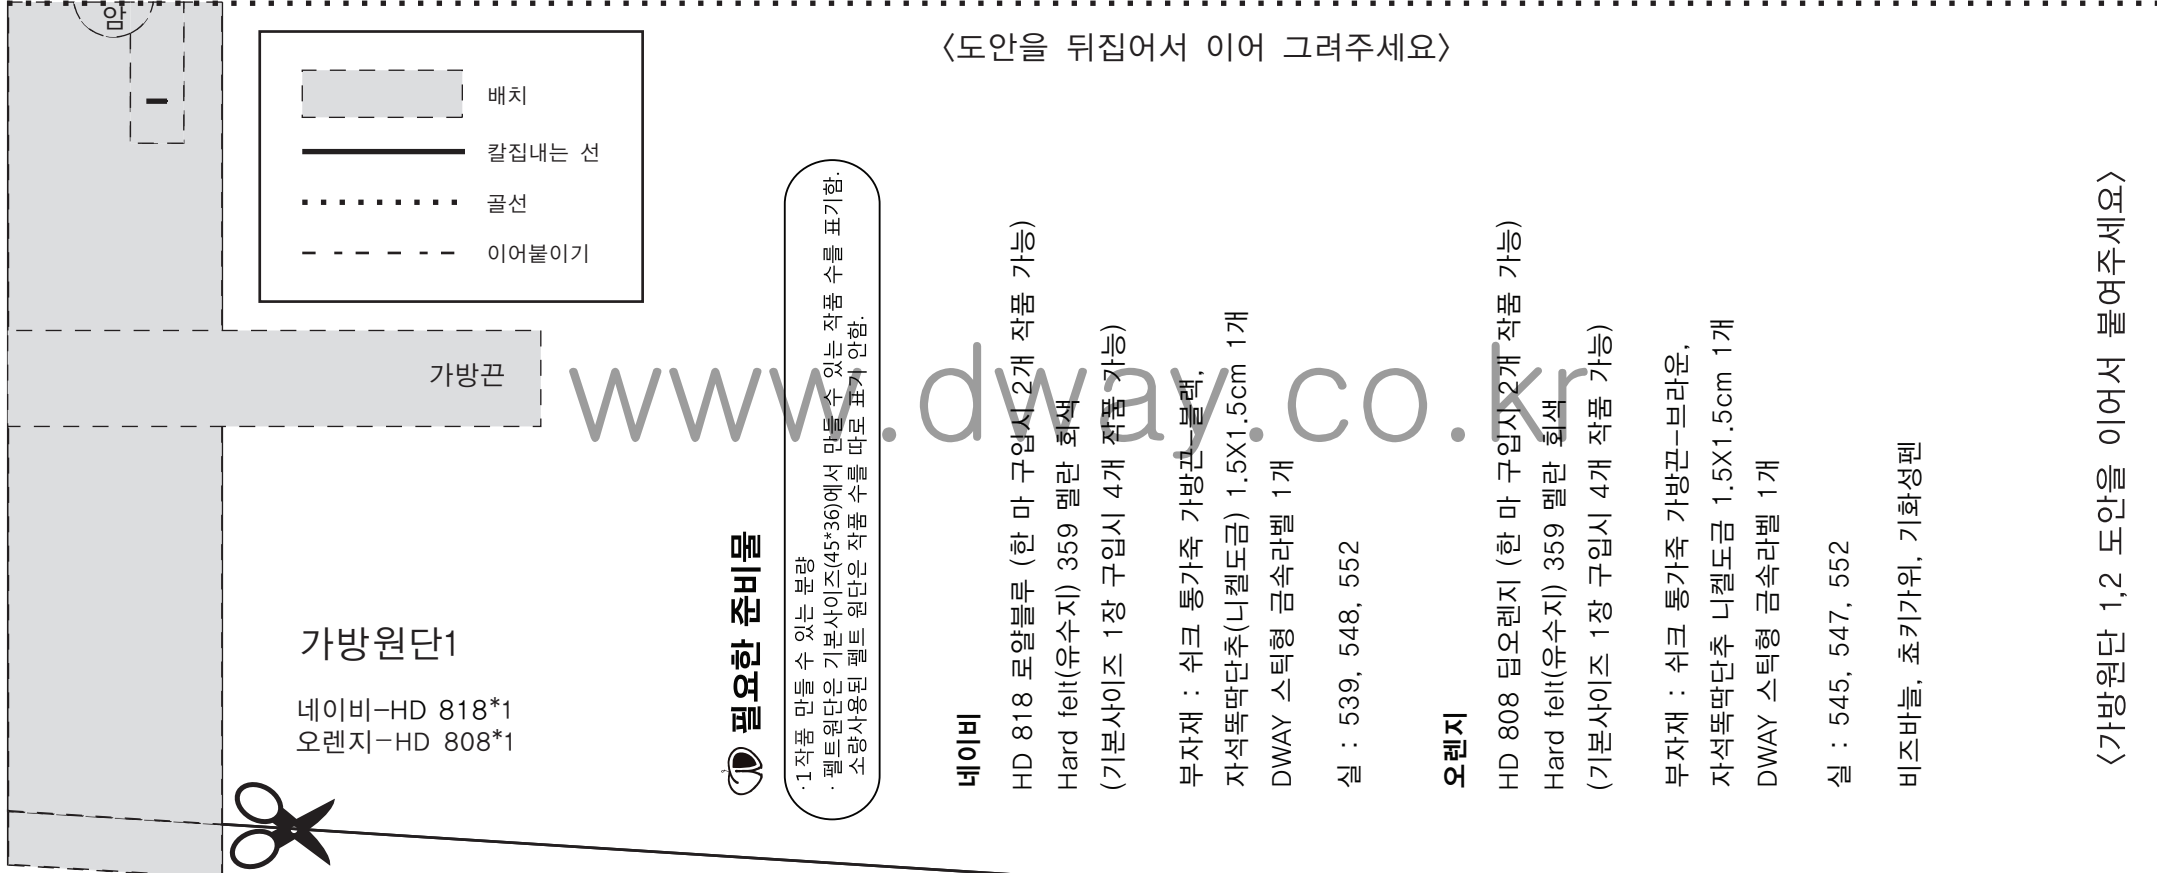 암
〈도안을 뒤집어서 이어 그려주세요〉
배치
칼집내는 선
골선
이어붙이기
가방끈
www.dway.co.kr
가방원단1
네이비-HD 818*1
오렌지-HD 808*1
필요한 준비물
· 1작품 만들 수 있는 분량
· 펠트원단은 기본사이즈(45*36)에서 만들 수 있는 작품 수를 표기함.
소량사용된 펠트 원단은 작품 수를 따로 표기 안함.
네이비
HD 818 로얄블루 (한 마 구입시 2개 작품 가능)
Hard felt(유수지) 359 멜란 회색
(기본사이즈 1장 구입시 4개 작품 가능)
부자재 : 쉬크 통가죽 가방끈-블랙,
자석똑딱단추(니켈도금) 1.5X1.5cm 1개
DWAY 스틱형 금속라벨 1개
실 : 539, 548, 552
오렌지
HD 808 딥오렌지 (한 마 구입시 2개 작품 가능)
Hard felt(유수지) 359 멜란 회색
(기본사이즈 1장 구입시 4개 작품 가능)
부자재 : 쉬크 통가죽 가방끈-브라운,
자석똑딱단추 니켈도금 1.5X1.5cm 1개
DWAY 스틱형 금속라벨 1개
실 : 545, 547, 552
비즈바늘, 쵸키가위, 기화성펜
〈가방원단 1,2 도안을 이어서 붙여주세요〉